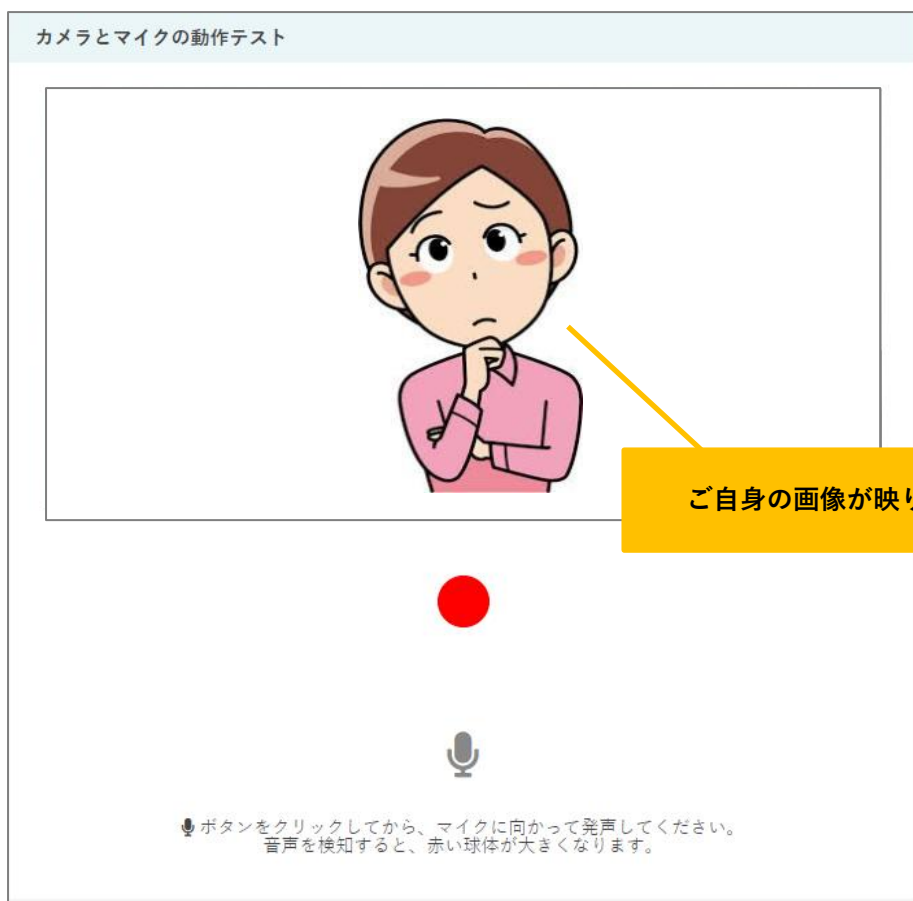 カメラとマイクの動作テスト
ご自身の画像が映り
ボタンをクリックしてから、マイクに向かって発声してください。
音声を検知すると、赤い球体が大きくなります。